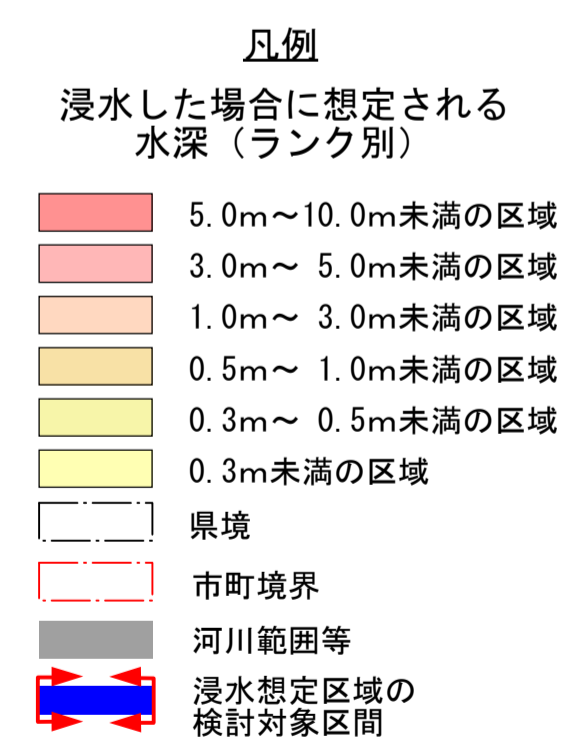 凡例
浸水した場合に想定される
水深（ランク別）
5.0ｍ～10.0ｍ未満の区域
3.0ｍ～ 5.0ｍ未満の区域
1.0ｍ～ 3.0ｍ未満の区域
0.5ｍ～ 1.0ｍ未満の区域
0.3ｍ～ 0.5ｍ未満の区域
0.3ｍ未満の区域
県境
市町境界
河川範囲等
浸水想定区域の
検討対象区間